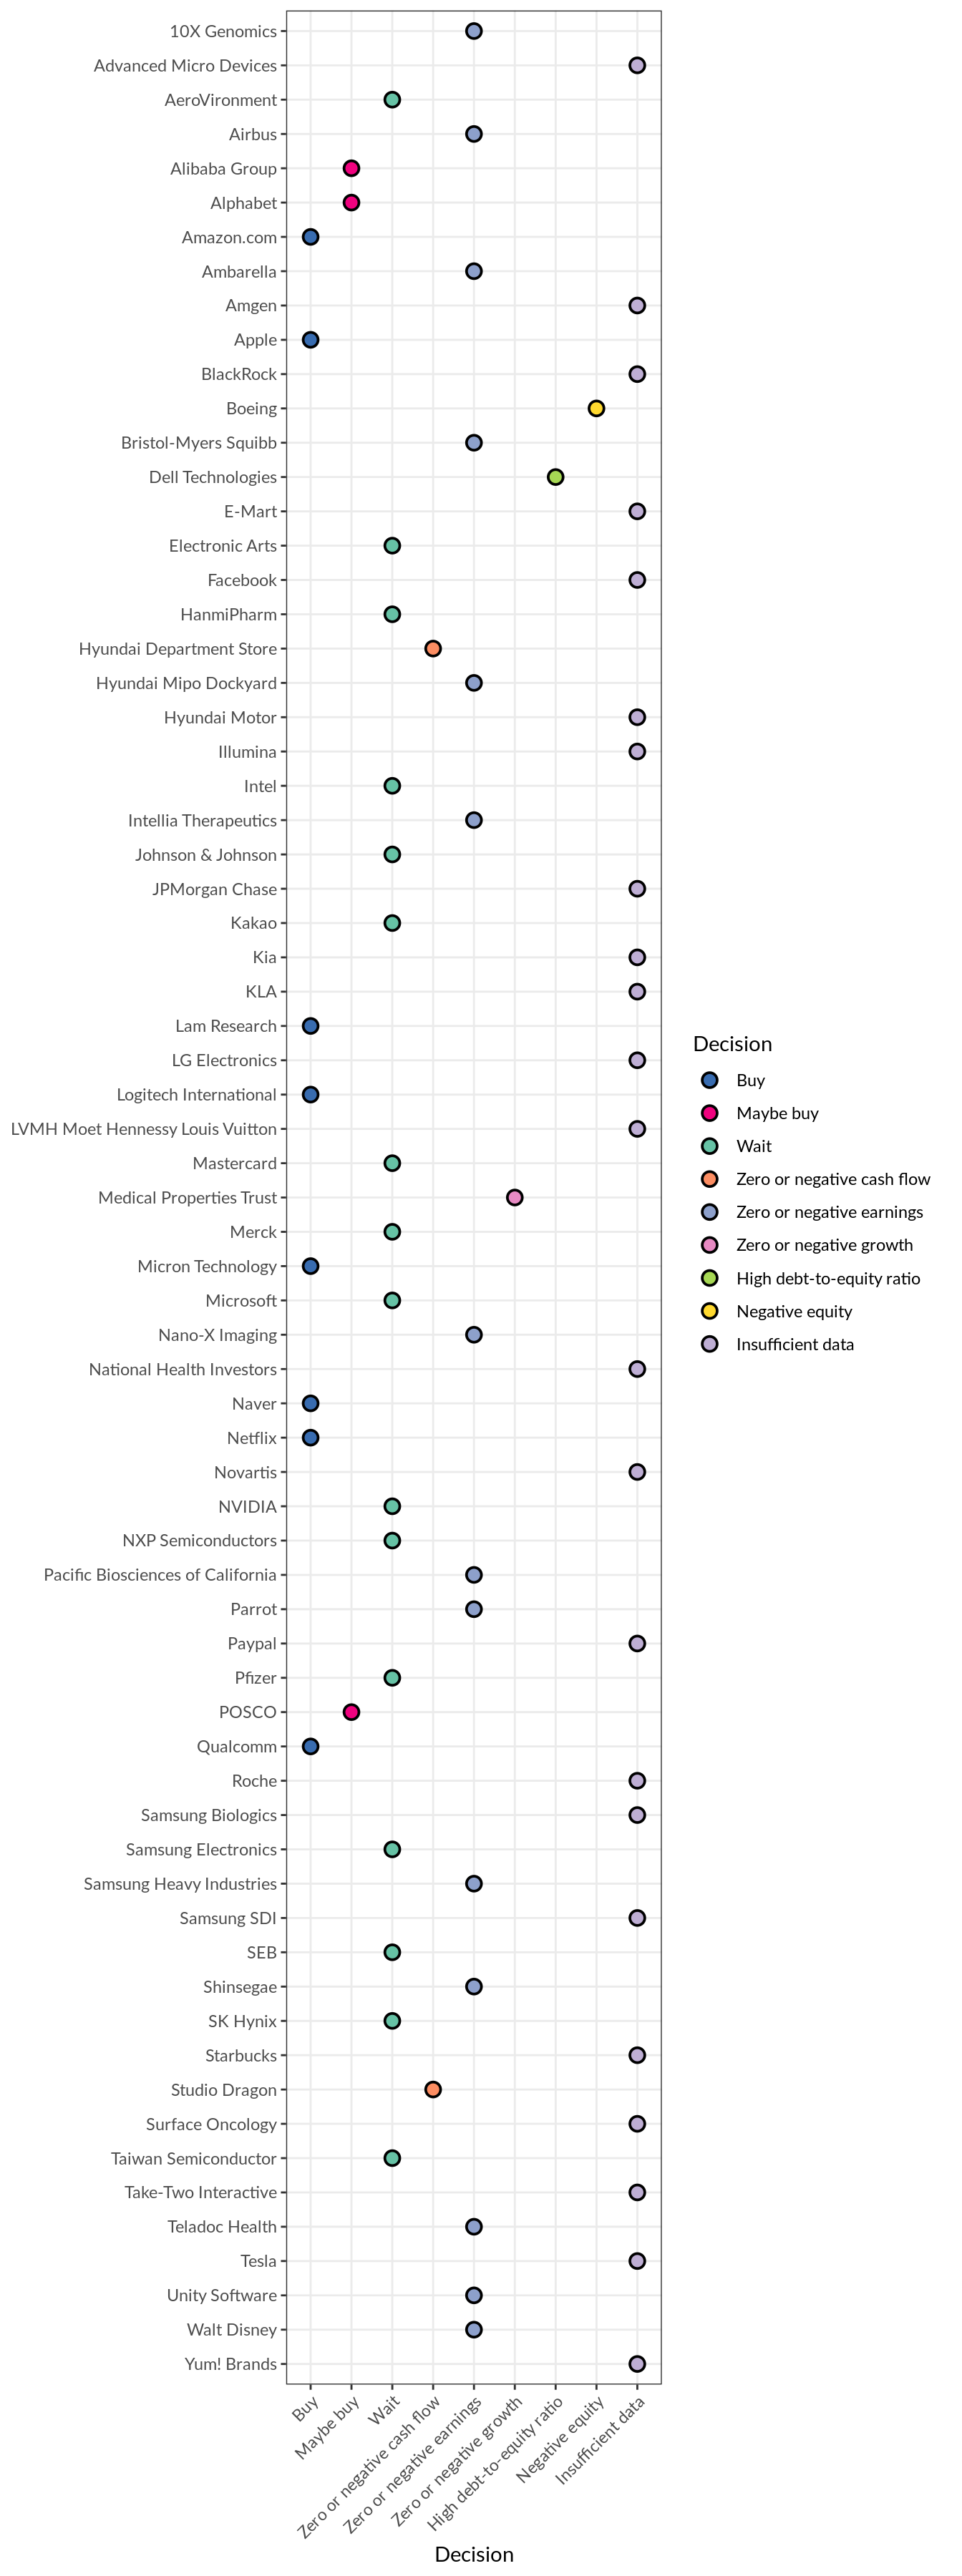 10X Genomics
Advanced Micro Devices
AeroVironment
Airbus
Alibaba Group
Alphabet
Amazon.com
Ambarella
Amgen
Apple
BlackRock
Boeing
Bristol-Myers Squibb
Dell Technologies
E-Mart
Electronic Arts
Facebook
HanmiPharm
Hyundai Department Store
Hyundai Mipo Dockyard
Hyundai Motor
Illumina
Intel
Intellia Therapeutics
Johnson & Johnson
JPMorgan Chase
Kakao
Kia
KLA
Lam Research
LG Electronics
Logitech International
LVMH Moet Hennessy Louis Vuitton
Mastercard
Medical Properties Trust
Merck
Micron Technology
Microsoft
Nano-X Imaging
National Health Investors
Naver
Netflix
Novartis
NVIDIA
NXP Semiconductors
Pacific Biosciences of California
Parrot
Paypal
Pfizer
POSCO
Qualcomm
Roche
Samsung Biologics
Samsung Electronics
Samsung Heavy Industries
Samsung SDI
SEB
Shinsegae
SK Hynix
Starbucks
Studio Dragon
Surface Oncology
Taiwan Semiconductor
Take-Two Interactive
Teladoc Health
Tesla
Unity Software
Walt Disney
Yum! Brands
Buy
Maybe buy
Wait
Zero or negative cash flow
Zero or negative earnings
Zero or negative growth
High debt-to-equity ratio
Negative equity
Insufficient data
Decision
Decision
Buy
Maybe buy
Wait
Zero or negative cash flow
Zero or negative earnings
Zero or negative growth
High debt-to-equity ratio
Negative equity
Insufficient data